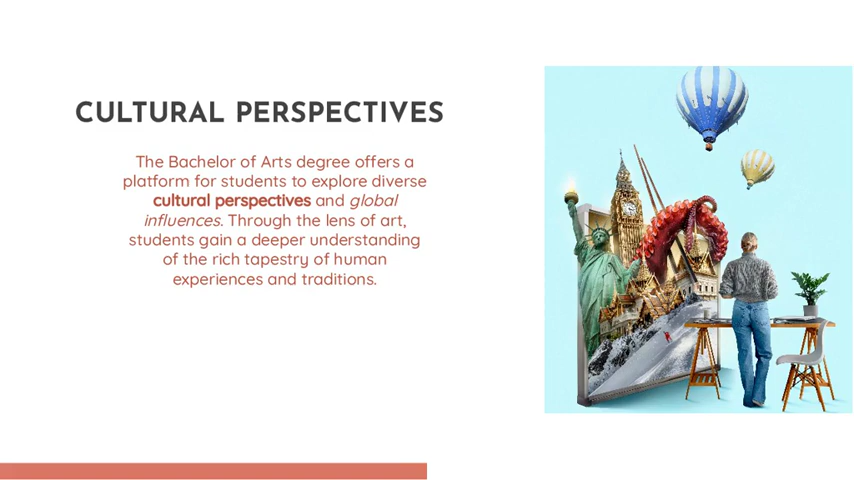 CULTURAL PERSPECTIVES
The Bachelor of Arts degree offers a
platform for students to explore diverse
cultural perspectives and global
influences. Through the lens of art,
students gain a deeper understanding
of the rich tapestry of human
experiences and traditions.